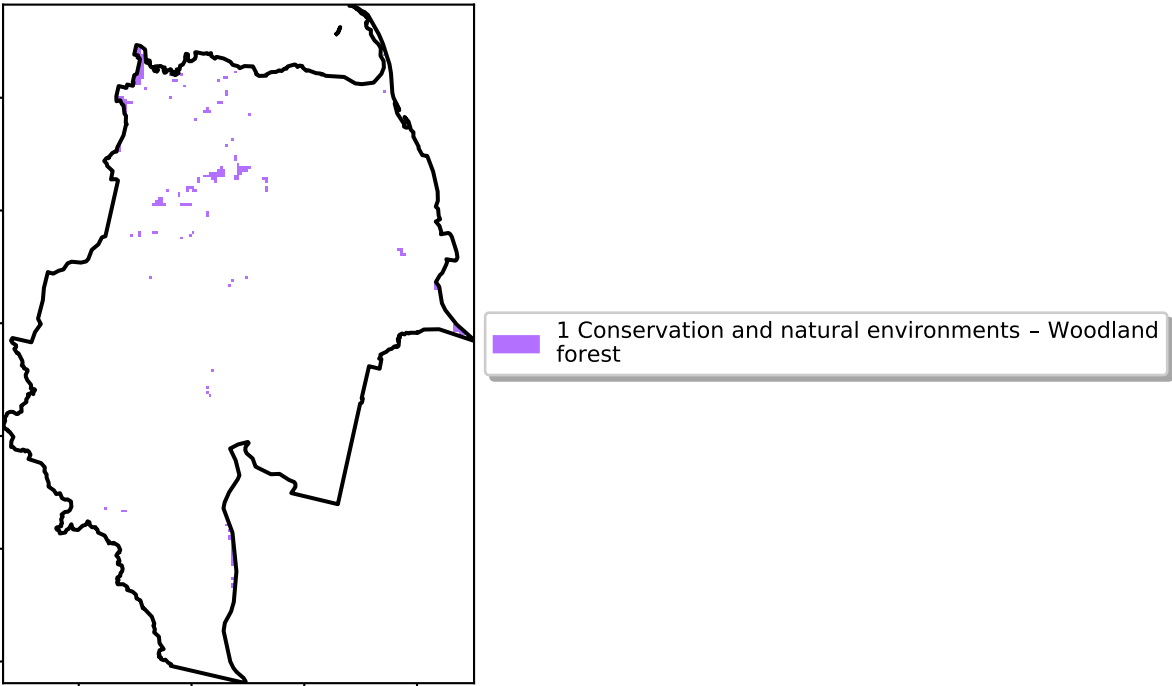 1 Conservation and natural environments – Woodland
forest